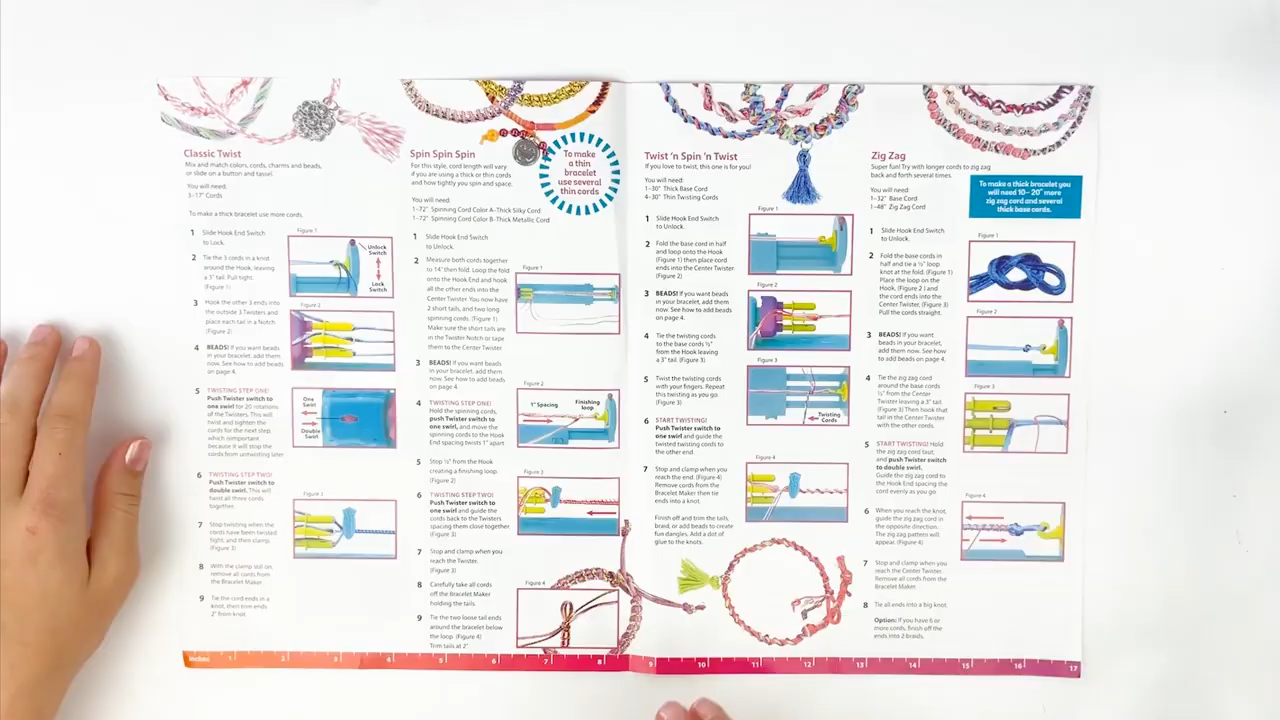 Classic Twist
Mix and match colors, cords, charms and beads,
or slide on a button and tassel.
You will need:
3-17" Cords
To make a thick bracelet use more cords.
1 Slide Hook End Switch
to Lock.
2 Tie the 3 cords in a knot
around the Hook, leaving
a 3" tail. Pull tight.
(Figure 1)
3 Hook the other 3 ends into
the outside 3 Twisters and
place each tail in a Notch
(Figure 2)
4 BEADS! If you want beads
in your bracelet, add them
now. See how to add beads
on page 4.
5 TWISTING STEP ONE!
Push Twister switch to
one swirl for 20 rotations
of the Twisters. This will
twist and tighten the
cords for the next step,
which is important
because it will stop the
cords from untwisting later
6 TWISTING STEP TWO!
Push Twister switch to
double swirl. This will
twist all three cords
together.
7 Stop twisting when the
cords have been twisted
tight, and then clamp.
(Figure 3)
8 With the clamp still on,
remove all cords from
the Bracelet Maker
9 Tie the cord ends in a
knot, then trim ends
2" from knot.
Figure 1
Unlock
Switch
Lock
Switch
Figure 2
One
Swirl
Double
Swirl
Figure 3
Spin Spin Spin
For this style, cord length will vary
if you are using a thick or thin cords
and how tightly you spin and space.
You will need:
1-72" Spinning Cord Color A-Thick Silky Cord
1-72" Spinning Cord Color B-Thick Metallic Cord
To make
a thin
bracelet
use several
thin cords
1 Slide Hook End Switch
to Unlock.
2 Measure both cords together
to 14" then fold. Loop the fold
onto the Hook End and hook
all the other ends into the
Center Twister. You now have
2 short tails, and two long
spinning cords. (Figure 1)
Make sure the short tails are
in the Twister Notch or tape
them to the Center Twister
3 BEADS! If you want beads
in your bracelet, add them
now. See how to add beads
on page 4.
4 TWISTING STEP ONE!
Hold the spinning cords,
push Twister switch to
one swirl, and move the
spinning cords to the Hook
End spacing twists 1" apart
5 Stop ½" from the Hook
creating a finishing loop.
(Figure 2)
6 TWISTING STEP TWO!
Push Twister switch to
one swirl and guide the
cords back to the Twisters
spacing them close together
(Figure 3)
7 Stop and clamp when you
reach the Twister.
(Figure 3)
8 Carefully take all cords
off the Bracelet Maker
holding the tails.
9 Tie the two loose tail ends
around the bracelet below
the loop (Figure 4)
Trim tails at 2"
Figure 1
Figure 2
1" Spacing
Finishing
loop
Figure 3
Figure 4
Twist 'n Spin 'n Twist
If you love to twist, this one is for you!
You will need:
1-30" Thick Base Cord
4-30" Thin Twisting Cords
1 Slide Hook End Switch
to Unlock.
2 Fold the base cord in half
and loop onto the Hook
(Figure 1) then place cord
ends into the Center Twister
(Figure 2)
3 BEADS! If you want beads
in your bracelet, add them
now. See how to add beads
on page 4.
4 Tie the twisting cords
to the base cords ½"
from the Hook leaving
a 3" tail. (Figure 3)
5 Twist the twisting cords
with your fingers. Repeat
this twisting as you go
(Figure 3)
6 START TWISTING!
Push Twister switch to
one swirl and guide the
twisted twisting cords to
the other end.
7 Stop and clamp when you
reach the end. (Figure 4)
Remove cords from the
Bracelet Maker then tie
ends into a knot.
Finish off and trim the tails,
braid, or add beads to create
fun dangles. Add a dot of
glue to the knots.
Figure 1
Figure 2
Figure 3
Twisting
Cords
Figure 4
Zig Zag
Super fun! Try with longer cords to zig zag
back and forth several times.
You will need
1-32" Base Cord
1-48" Zig Zag Cord
To make a thick bracelet you
will need 10- 20" more
zig zag cord and several
thick base cords.
1 Slide Hook End Switch
to Unlock.
2 Fold the base cords in
half and tie a ½" loop
knot at the fold. (Figure 1)
Place the loop on the
Hook, (Figure 2 ) and
the cord ends into the
Center Twister, (Figure 3)
Pull the cords straight.
3 BEADS! If you want
beads in your bracelet,
add them now. See how
to add beads on page 4.
4 Tie the zig zag cord
around the base cords
½" from the Center
Twister leaving a 3" tail
(Figure 3) Then hook that
tail in the Center Twister
with the other cords.
5 START TWISTING! Hold
the zig zag cord taut,
and push Twister switch
to double swirl.
Guide the zig zag cord to
the Hook End spacing the
cord evenly as you go
6 When you reach the knot,
guide the zig zag cord in
the opposite direction.
The zig zag pattern will
appear. (Figure 4)
7 Stop and clamp when you
reach the Center Twister.
Remove all cords from the
Bracelet Maker
8 Tie all ends into a big knot.
Option: If you have 6 or
more cords, finish off the
ends into 2 braids.
Figure 1
Figure 2
Figure 3
Figure 4
Inches 1 2 3 4 5 6 7 8 9 10 11 12 13 14 15 16 17